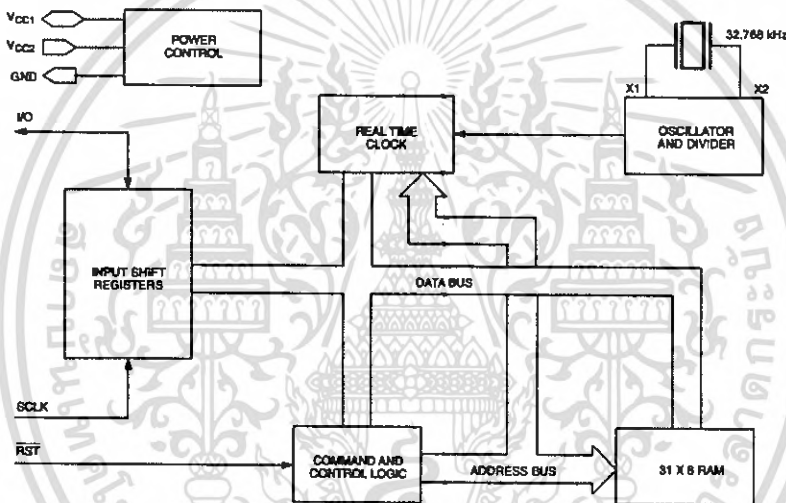 VCC1
VCC2
GND
POWER
CONTROL
32.768 kHz
X1
X2
OSCILLATOR
AND DIVIDER
I/O
REAL TIME
CLOCK
INPUT SHIFT
REGISTERS
DATA BUS
SCLK
RST
COMMAND AND
CONTROL LOGIC
ADDRESS BUS
31 X 8 RAM